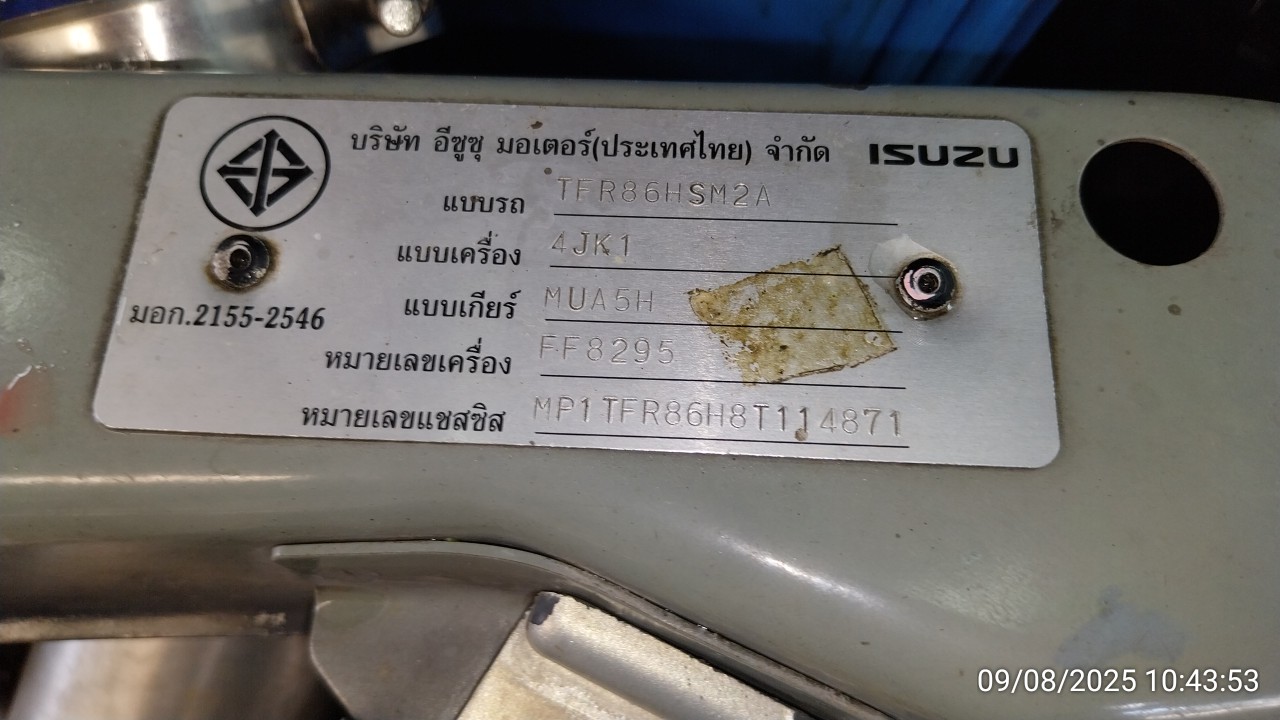 บริษัท อีซูซุ มอเตอร์(ประเทศไทย) จำกัด ISUZU
แบบรถ TFR86HSM2A
แบบเครื่อง 4JK1
แบบเกียร์ MUA5H
มอก.2155-2546
หมายเลขเครื่อง FF8295
หมายเลขแชสซิส MP1TFR86H8T114871
09/08/2025 10:43:53